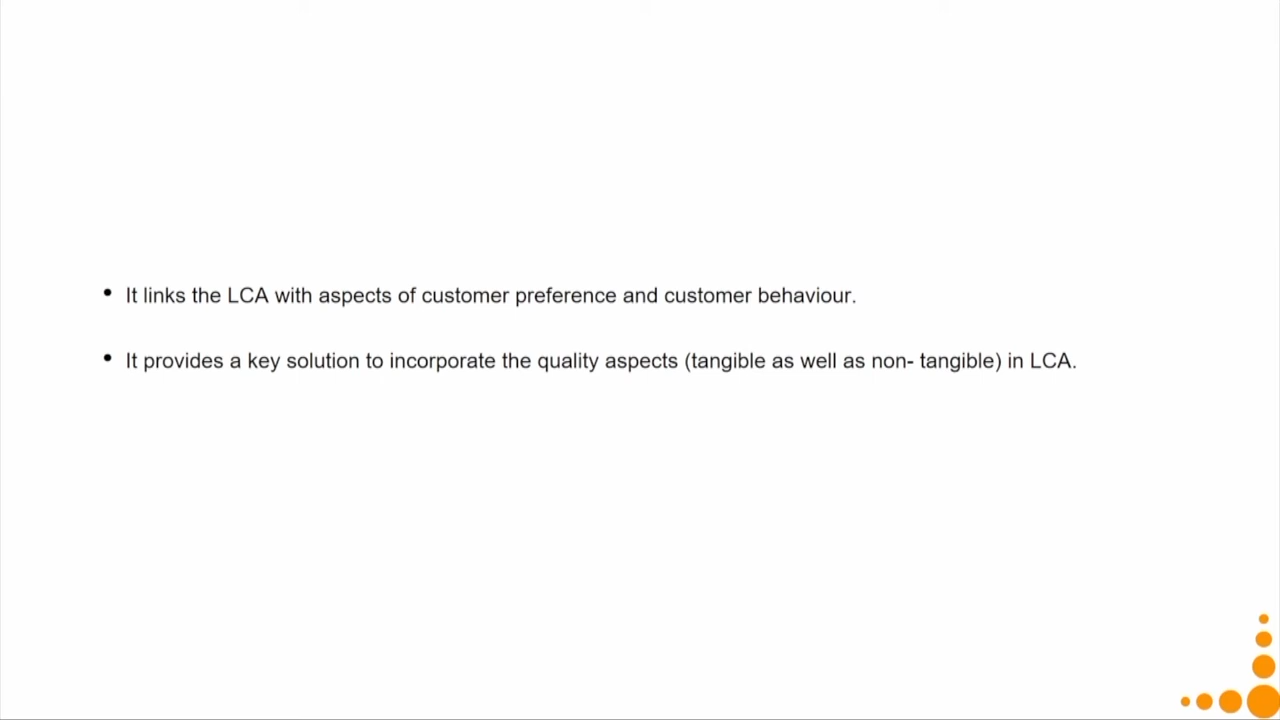 • It links the LCA with aspects of customer preference and customer behaviour.
• It provides a key solution to incorporate the quality aspects (tangible as well as non- tangible) in LCA.